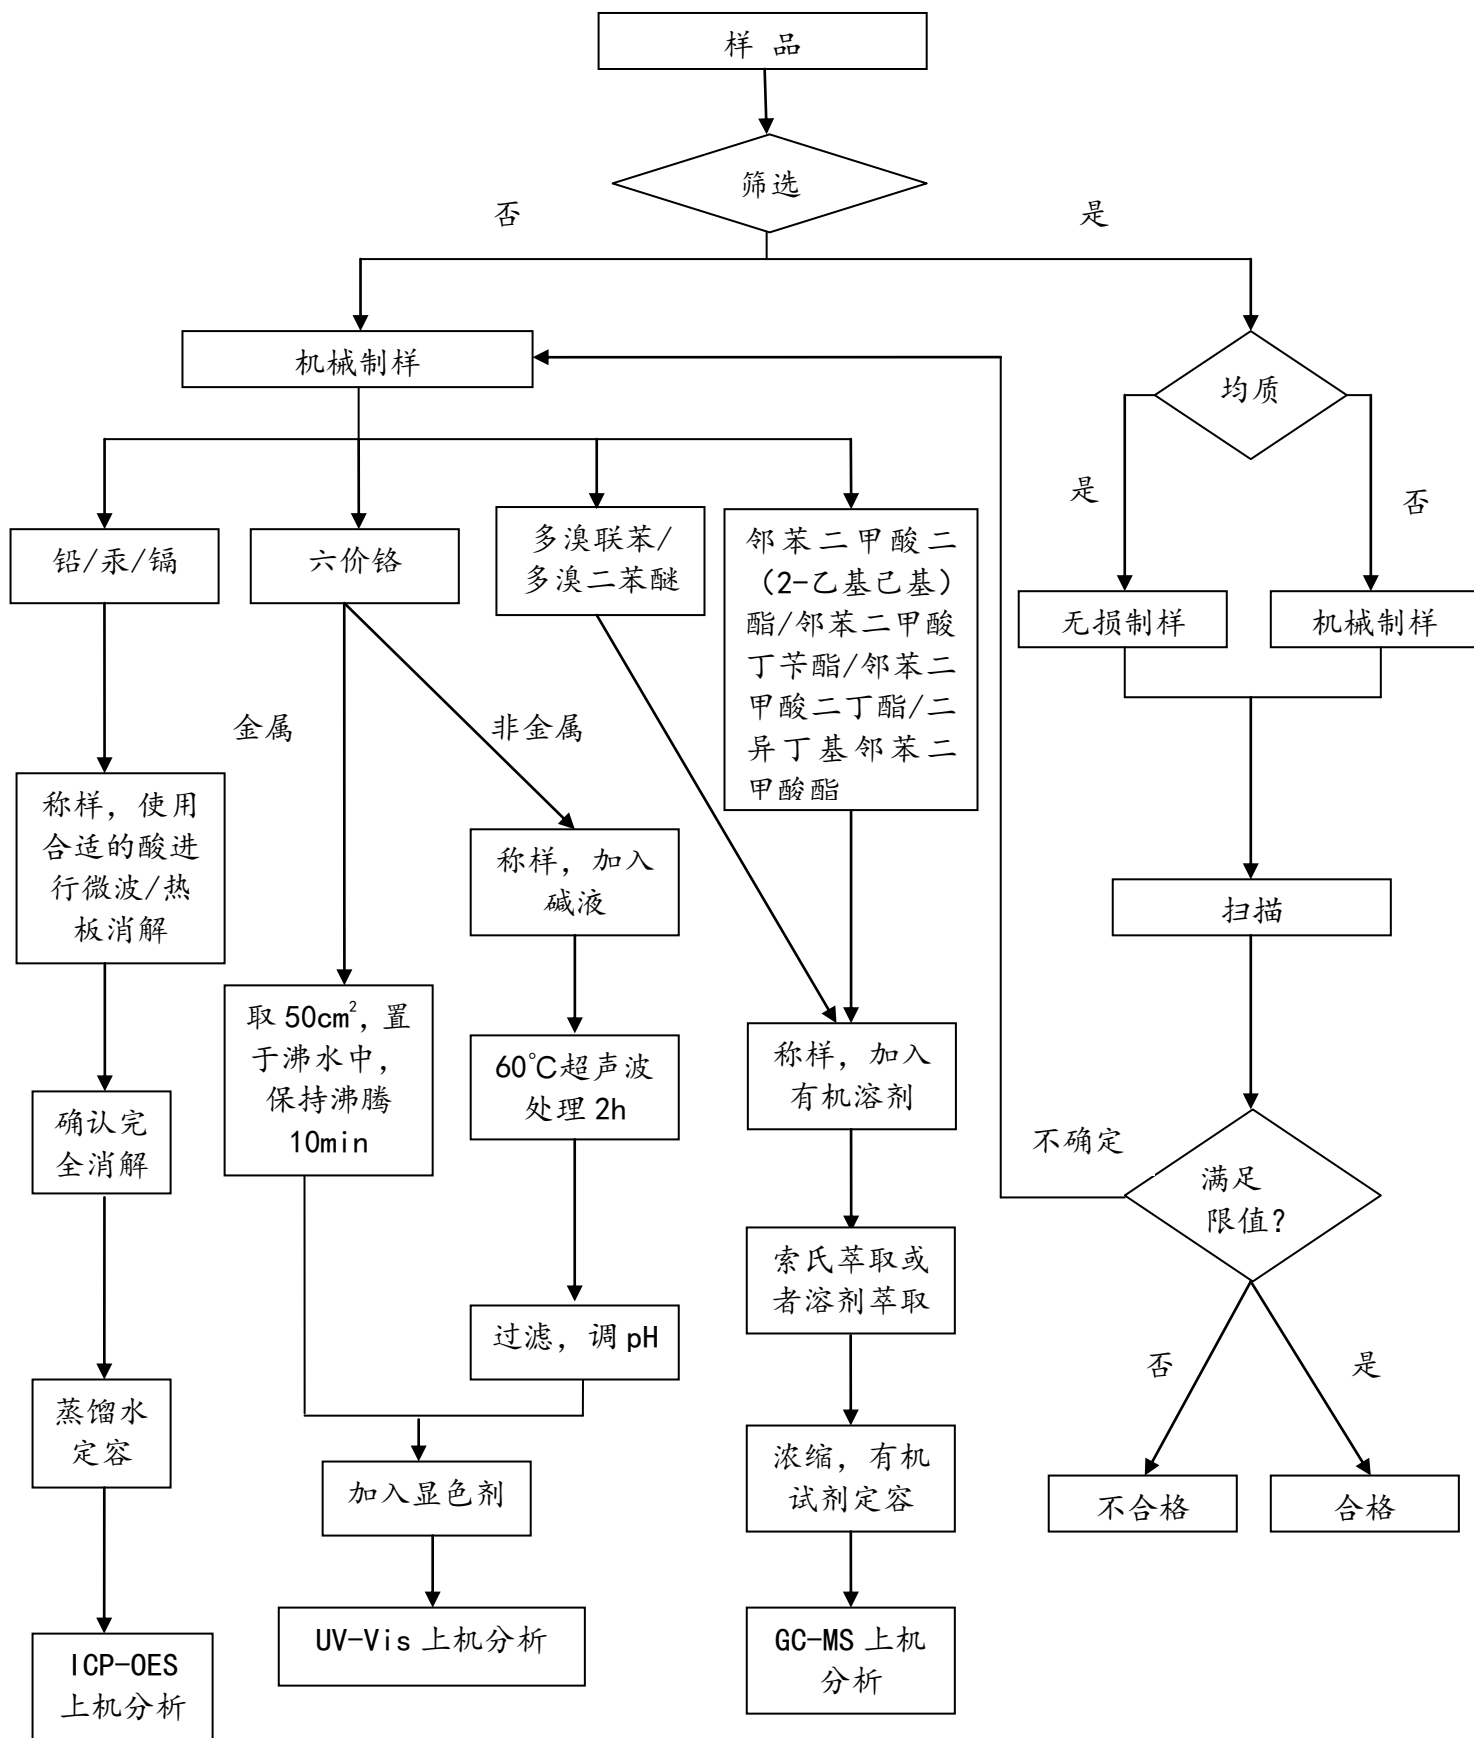 样 品
筛选
否
是
机械制样
均质
是
否
铅/汞/镉
六价铬
多溴联苯/
多溴二苯醚
邻苯二甲酸二
（2-乙基己基）
酯/邻苯二甲酸
丁苄酯/邻苯二
甲酸二丁酯/二
异丁基邻苯二
甲酸酯
无损制样
机械制样
金属
非金属
称样，使用
合适的酸进
行微波/热
板消解
称样，加入
碱液
扫描
取 50cm²，置
于沸水中，
保持沸腾
10min
60℃超声波
处理 2h
称样，加入
有机溶剂
确认完
全消解
不确定
满足
限值？
索氏萃取或
者溶剂萃取
过滤，调 pH
否
是
蒸馏水
定容
加入显色剂
浓缩，有机
试剂定容
不合格
合格
UV-Vis 上机分析
GC-MS 上机
分析
ICP-OES
上机分析